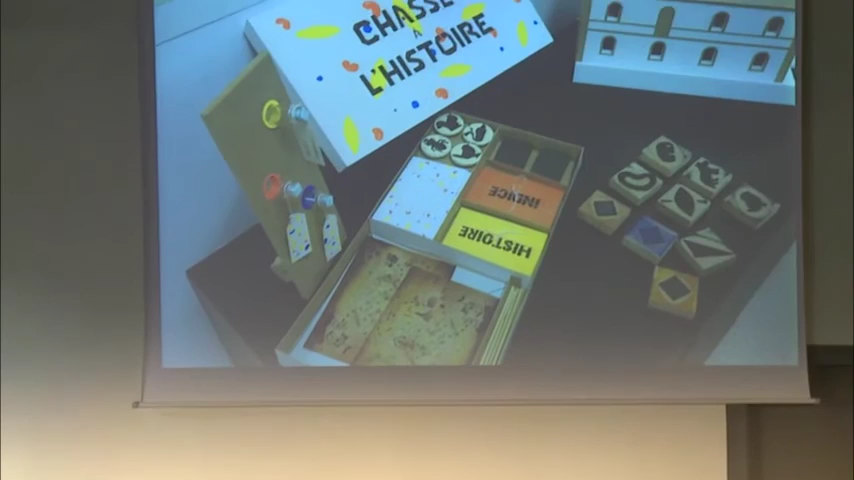 CHASSE
À
L'HISTOIRE
INDICE
HISTOIRE